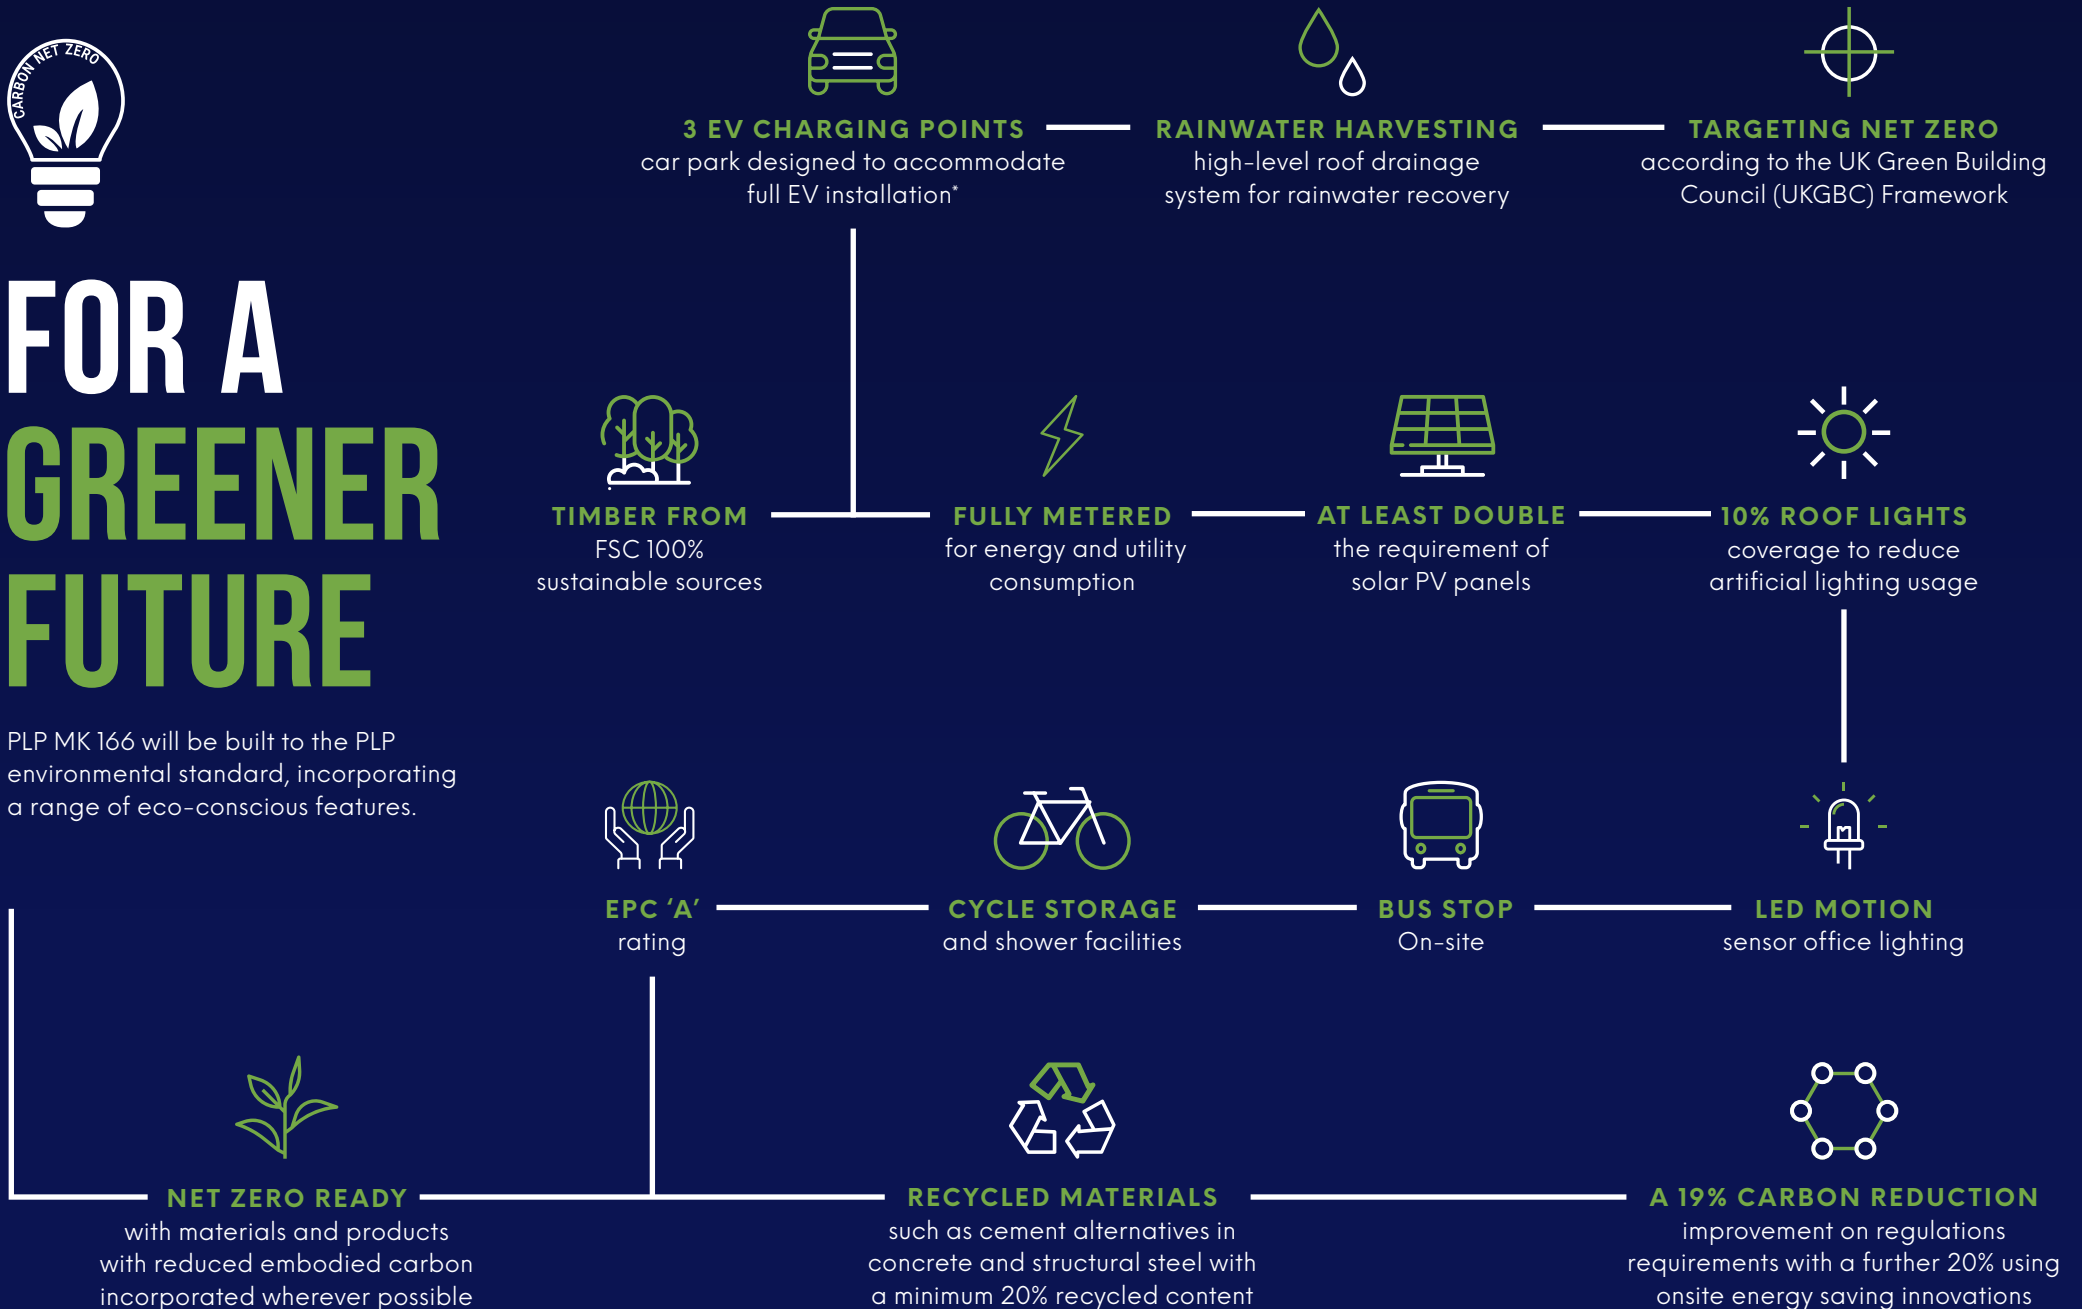 CARBON NET ZERO
FOR A
GREENER
FUTURE
PLP MK 166 will be built to the PLP
environmental standard, incorporating
a range of eco-conscious features.
3 EV CHARGING POINTS
car park designed to accommodate
full EV installation*
RAINWATER HARVESTING
high-level roof drainage
system for rainwater recovery
TARGETING NET ZERO
according to the UK Green Building
Council (UKGBC) Framework
TIMBER FROM
FSC 100%
sustainable sources
FULLY METERED
for energy and utility
consumption
AT LEAST DOUBLE
the requirement of
solar PV panels
10% ROOF LIGHTS
coverage to reduce
artificial lighting usage
EPC ‘A’
rating
CYCLE STORAGE
and shower facilities
BUS STOP
On-site
LED MOTION
sensor office lighting
NET ZERO READY
with materials and products
with reduced embodied carbon
incorporated wherever possible
RECYCLED MATERIALS
such as cement alternatives in
concrete and structural steel with
a minimum 20% recycled content
A 19% CARBON REDUCTION
improvement on regulations
requirements with a further 20% using
onsite energy saving innovations